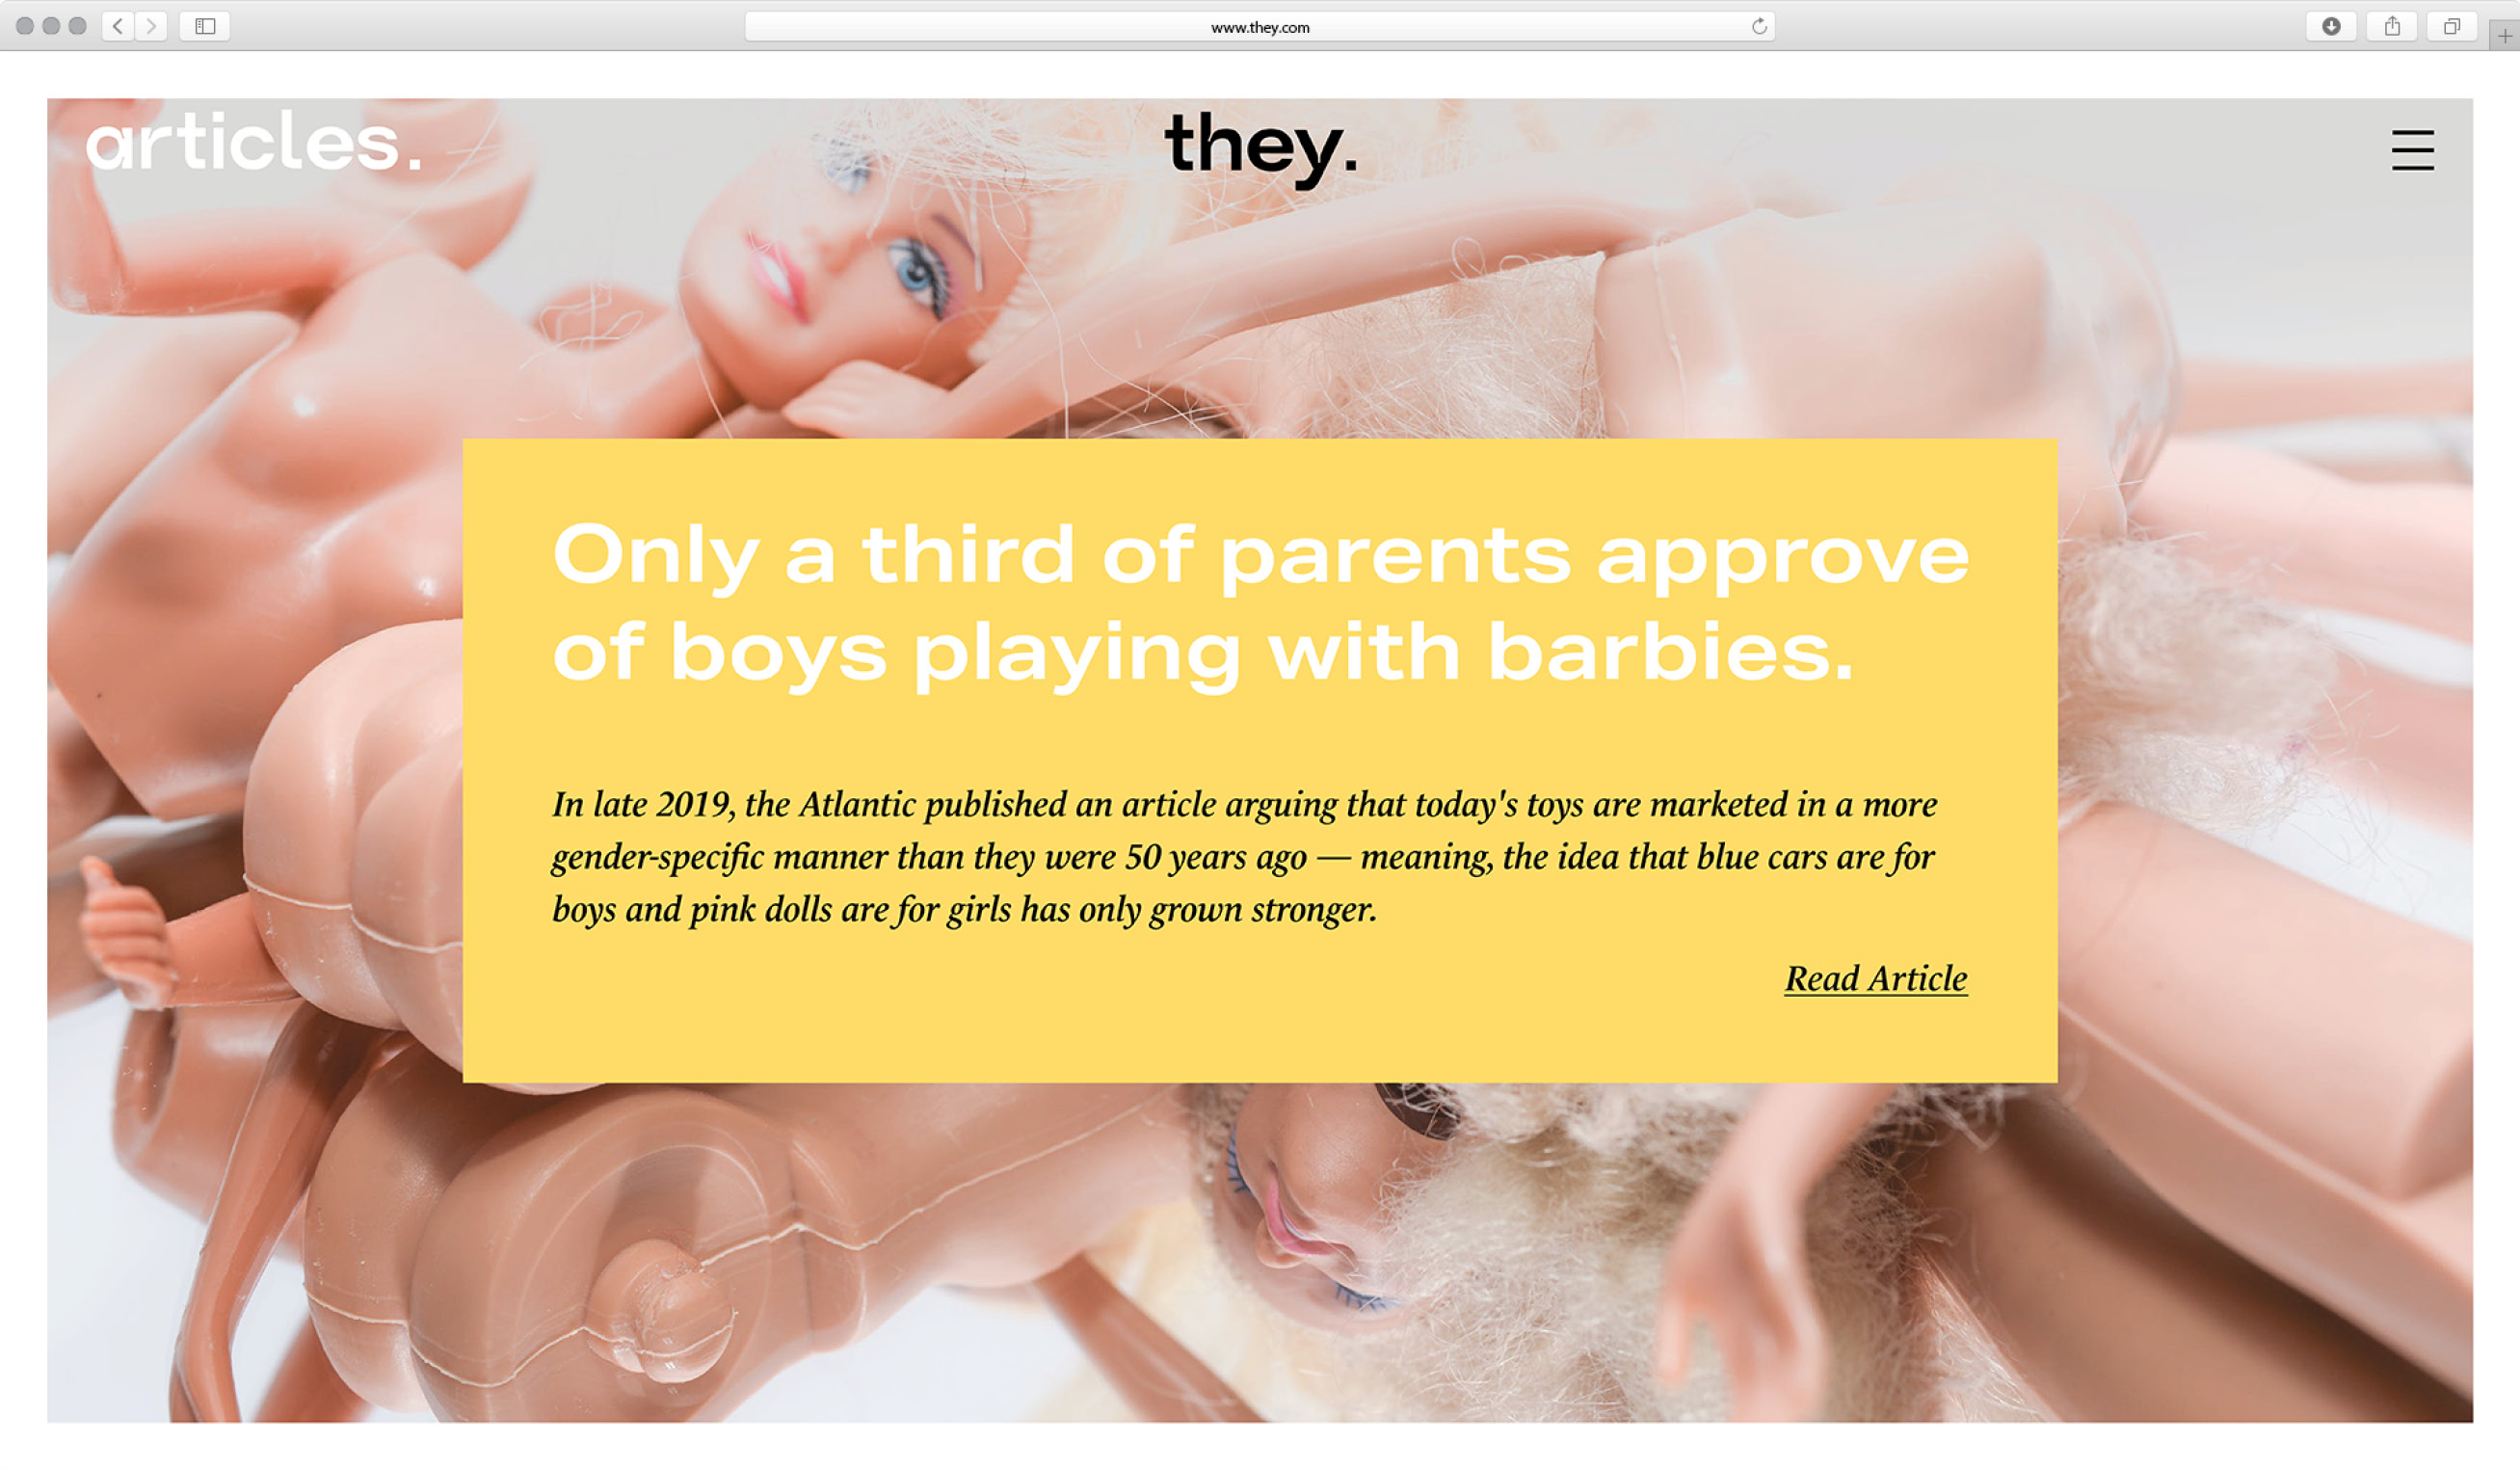 www.they.com
articles.
they.
Only a third of parents approve
of boys playing with barbies.
In late 2019, the Atlantic published an article arguing that today's toys are marketed in a more
gender-specific manner than they were 50 years ago — meaning, the idea that blue cars are for
boys and pink dolls are for girls has only grown stronger.
Read Article